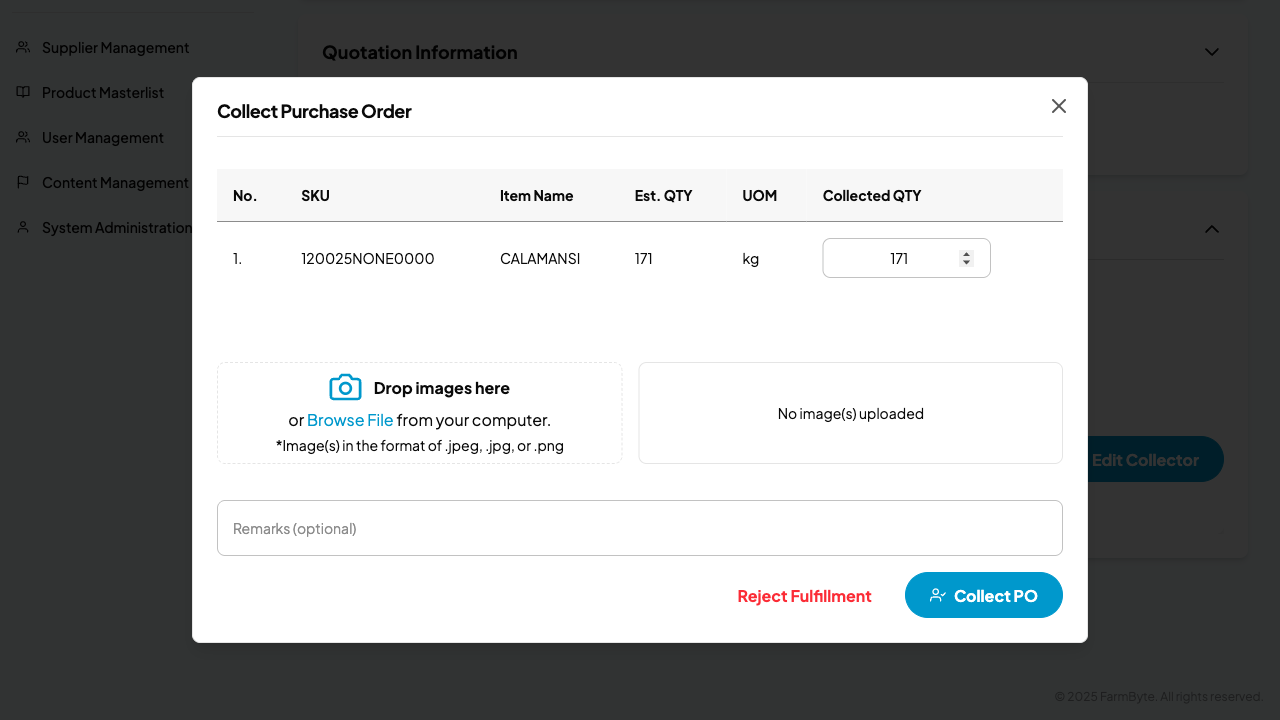 Supplier Management
Product Masterlist
User Management
Content Management
System Administration
Quotation Information
Collect Purchase Order
No. SKU Item Name Est. QTY UOM Collected QTY
1. 120025NONE0000 CALAMANSI 171 kg 171
Drop images here
or Browse File from your computer.
*Image(s) in the format of .jpeg, .jpg, or .png
No image(s) uploaded
Edit Collector
Remarks (optional)
Reject Fulfillment Collect PO
© 2025 FarmByte. All rights reserved.